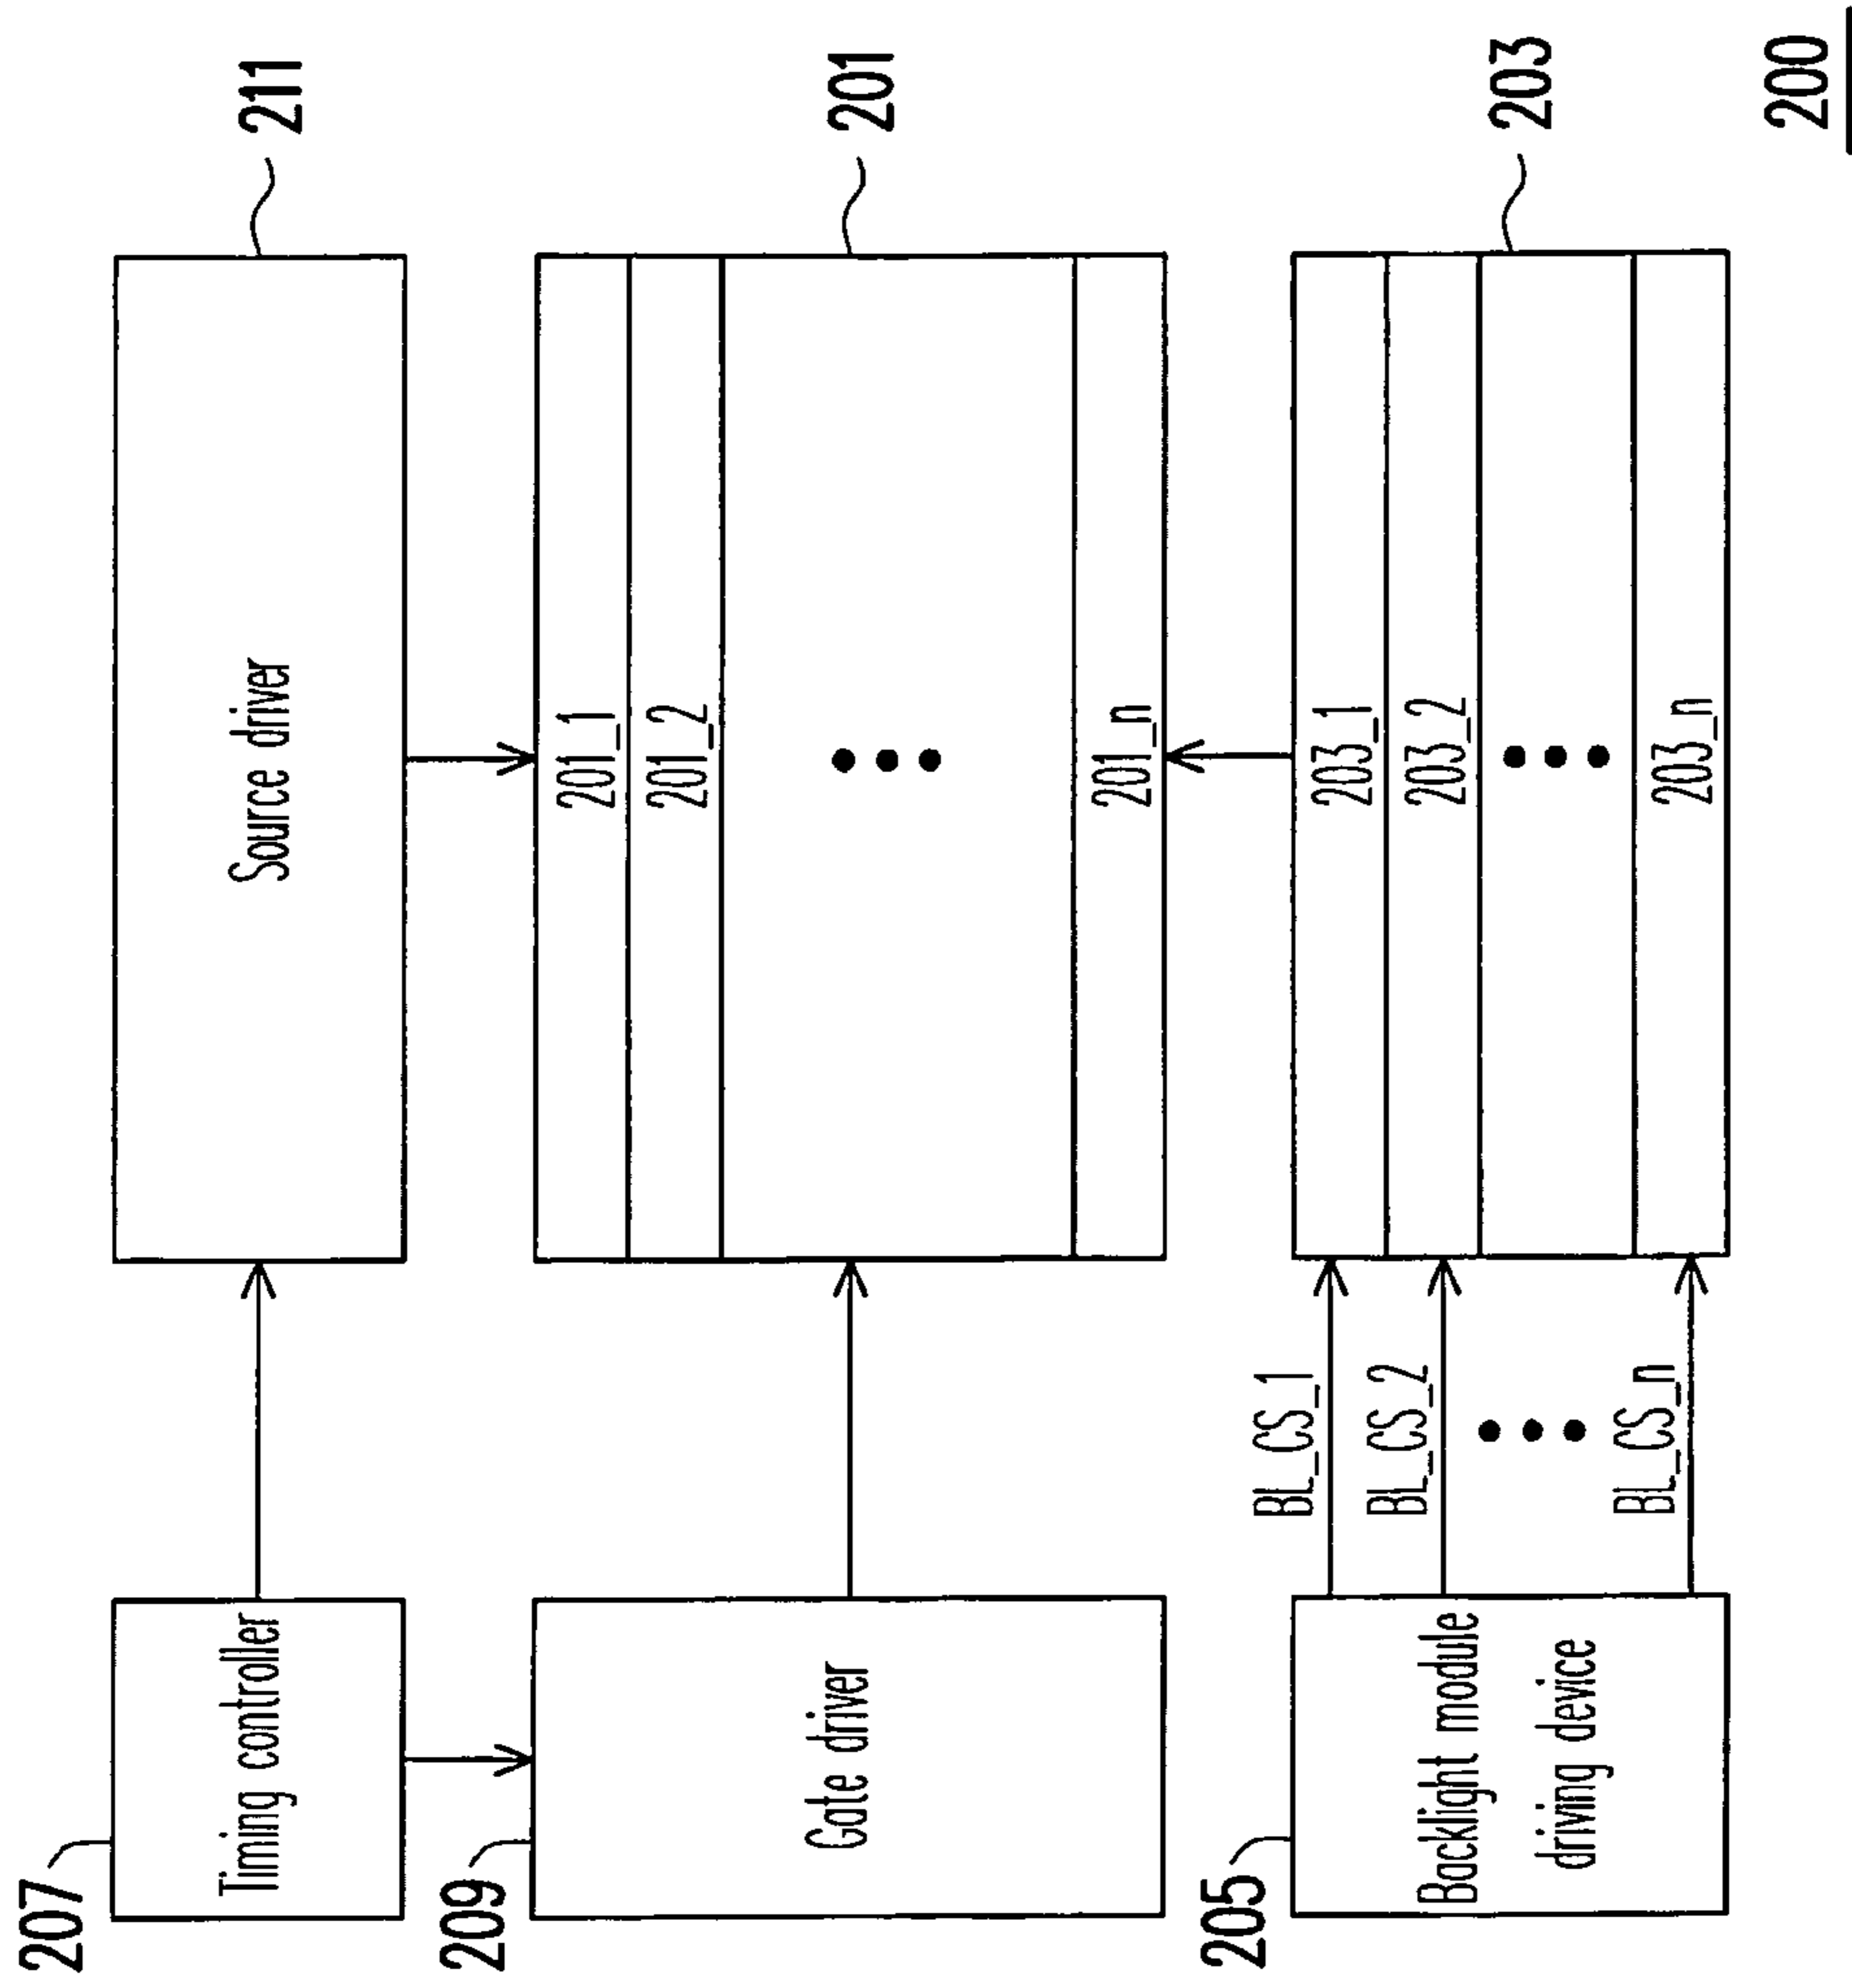 207
Timing controller
Source driver
211
209
Gate driver
201_1
201_2
201_n
201
205
Backlight module
driving device
BL_CS_1
BL_CS_2
BL_CS_n
203_1
203_2
203_n
203
200